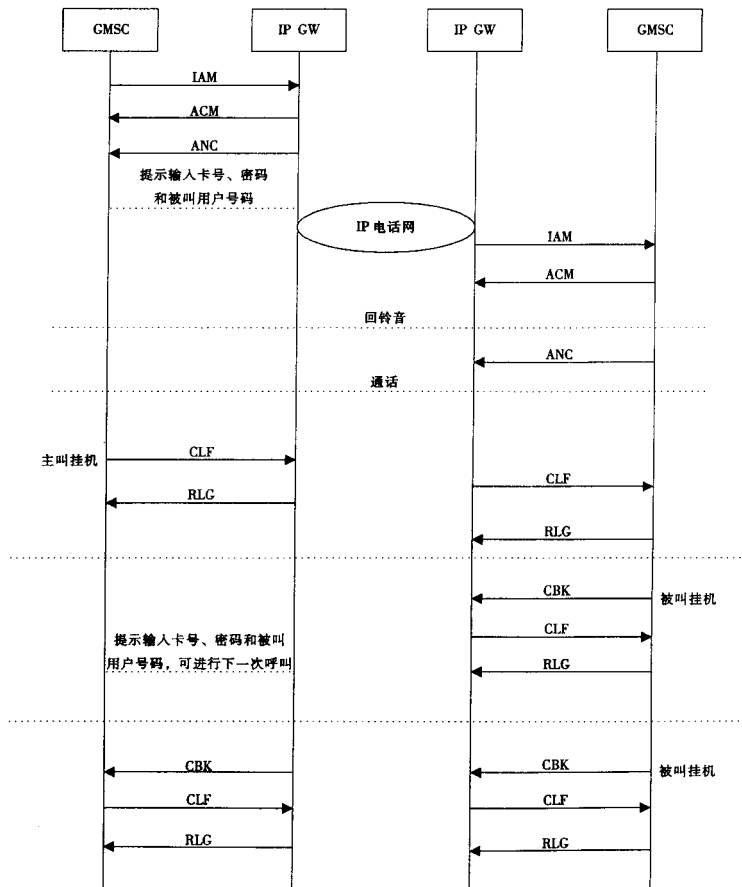 GMSC
IP GW
IP GW
GMSC
IAM
ACM
ANC
提示输入卡号、密码
和被叫用户号码
IP电话网
IAM
ACM
回铃音
ANC
通话
主叫挂机
CLF
CLF
RLG
RLG
CBK
被叫挂机
提示输入卡号、密码和被叫
用户号码，可进行下一次呼叫
CLF
RLG
CBK
CBK
被叫挂机
CLF
CLF
RLG
RLG